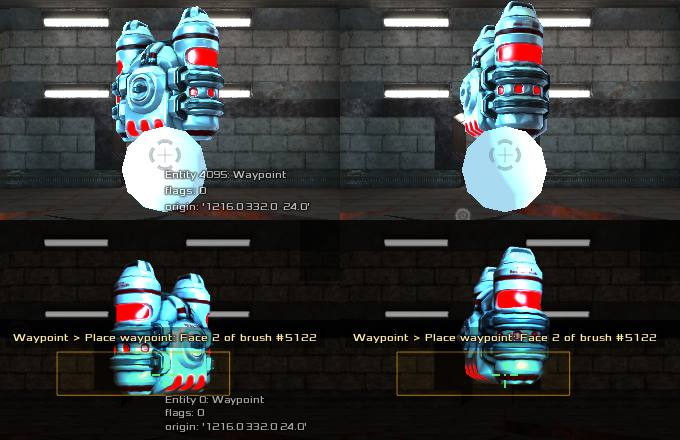 Entity 4095: Waypoint
flags: 0
origin: '1216.0 332.0 24.0'
Waypoint > Place waypoint: Face 2 of brush #5122
Waypoint > Place waypoint: Face 2 of brush #5122
Entity 0: Waypoint
flags: 0
origin: '1216.0 332.0 24.0'